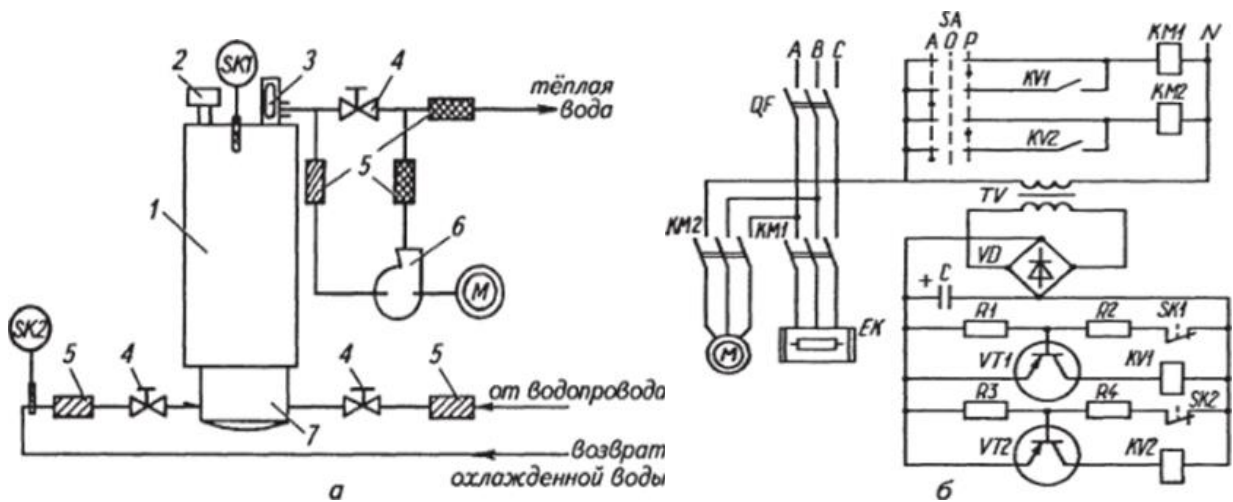 2
SK1
3
4
тёплая
вода
5
5
1
6
M
SK2
5
4
4
5
от водопровода
7
возврат
охлажденной воды
а
A B C
SA
A O P
KM1
N
QF
KV1
KM2
KV2
TV
KM2
KM1
VD
+ C
EK
M
R1
R2
SK1
VT1
KV1
R3
R4
SK2
VT2
KV2
б